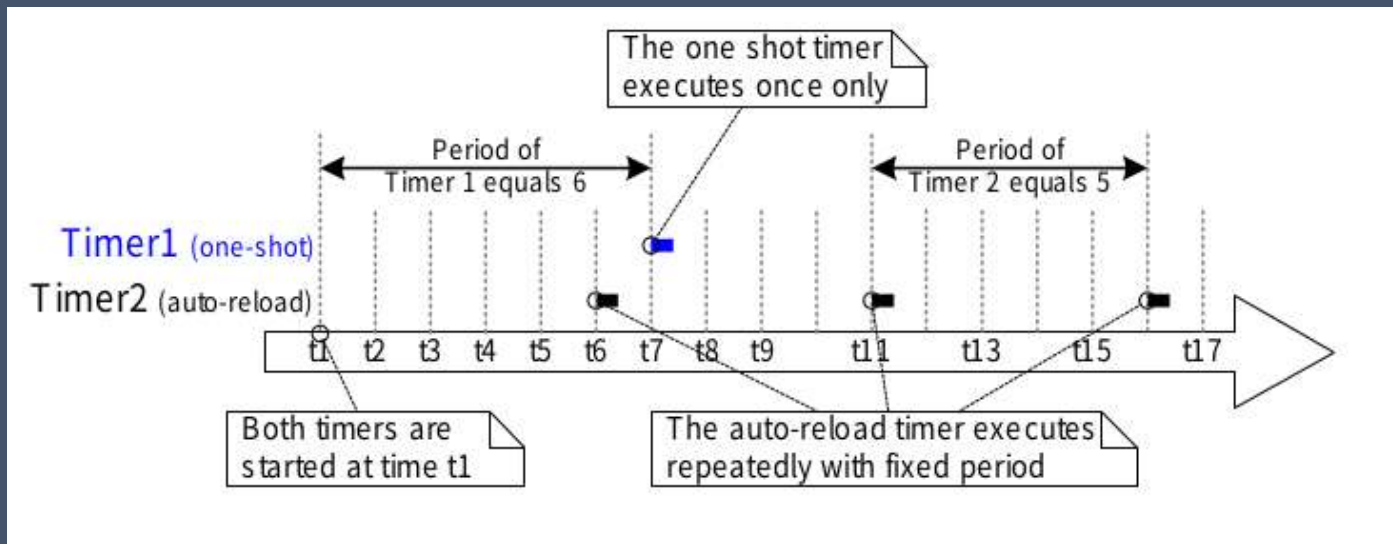 The one shot timer
executes once only
Period of
Timer 1 equals 6
Period of
Timer 2 equals 5
Timer1 (one-shot)
Timer2 (auto-reload)
t1 t2 t3 t4 t5 t6 t7 t8 t9 t11 t13 t15 t17
Both timers are
started at time t1
The auto-reload timer executes
repeatedly with fixed period